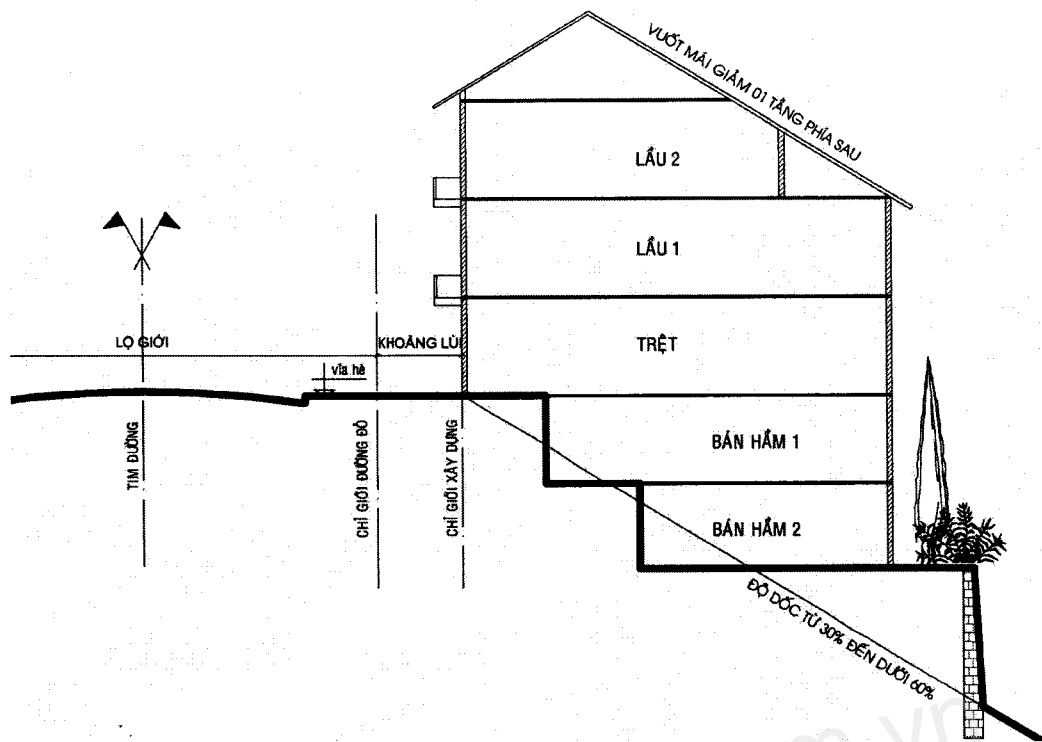 VUỐT MÁI GIẢM 01 TẦNG PHÍA SAU
LẦU 2
LẦU 1
TRỆT
LỘ GIỚI
KHOẢNG LÙI
vỉa hè
TIM ĐƯỜNG
CHỈ GIỚI ĐƯỜNG ĐỎ
CHỈ GIỚI XÂY DỰNG
BÁN HẦM 1
BÁN HẦM 2
ĐỘ DỐC TỪ 30% ĐẾN DƯỚI 60%